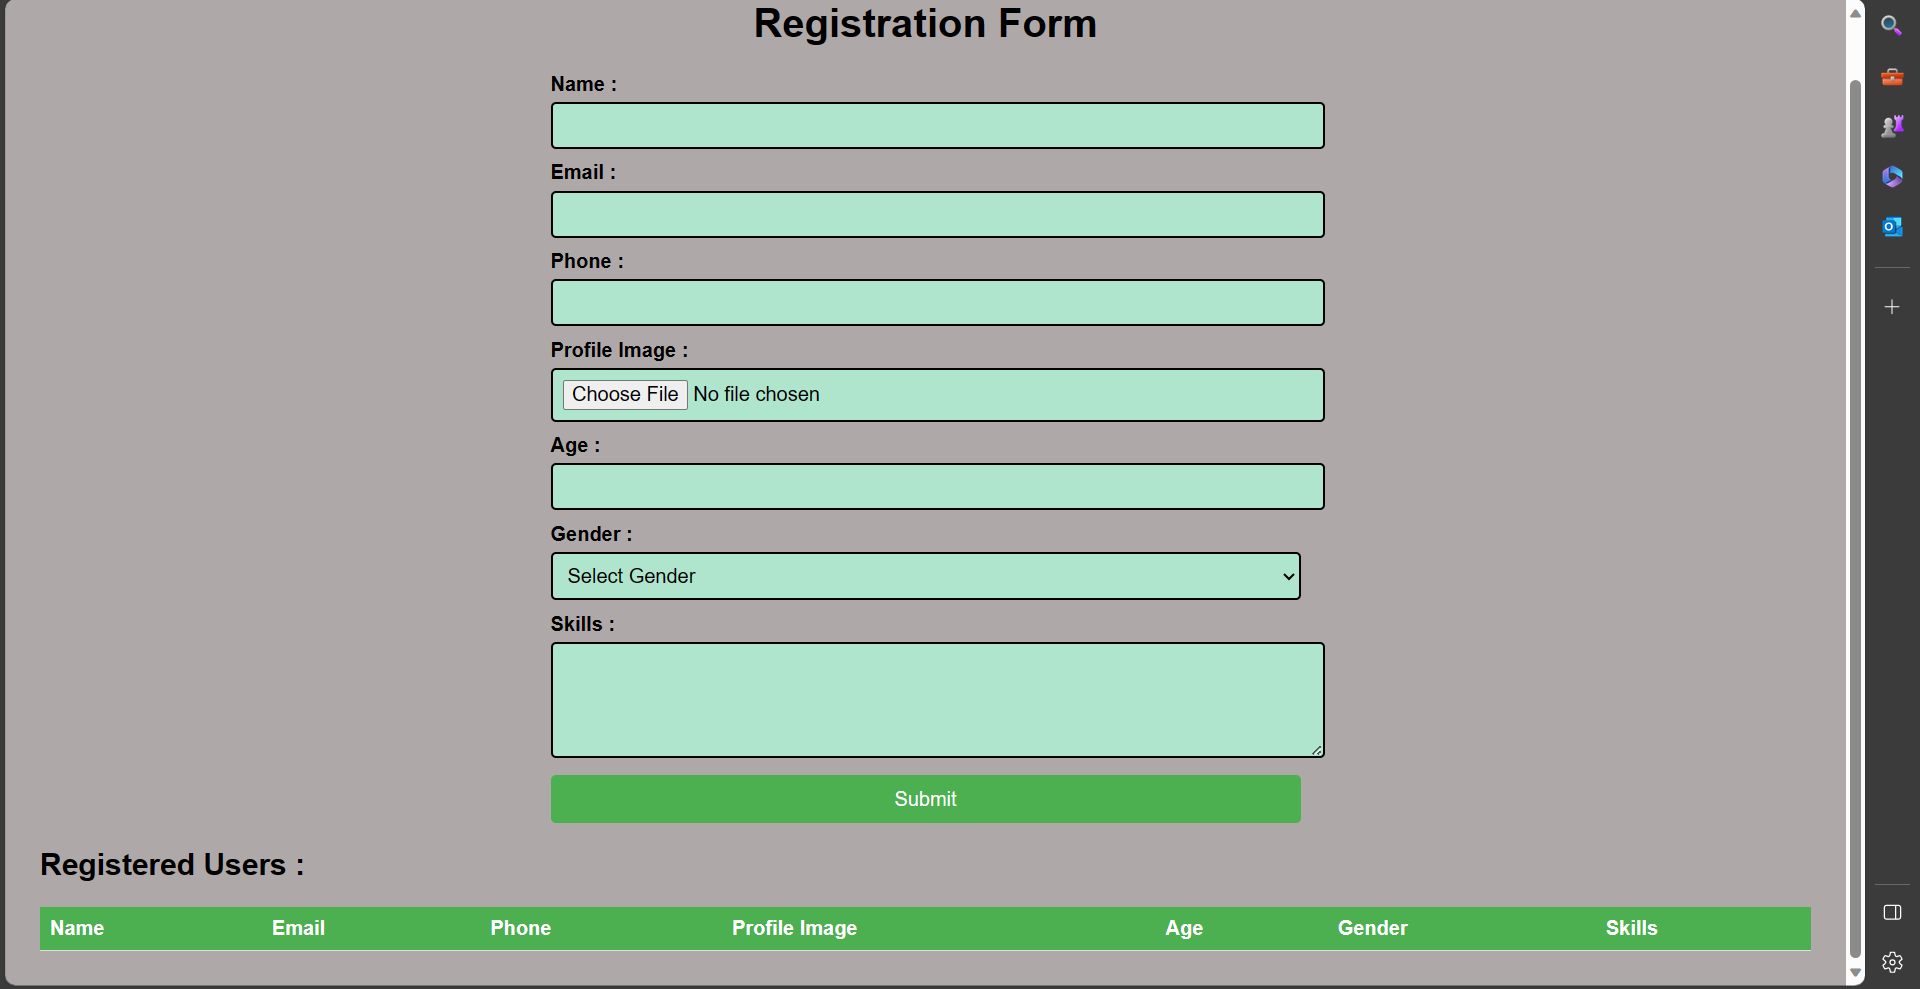 Registration Form
Name :
Email :
Phone :
Profile Image :
Choose File No file chosen
Age :
Gender :
Select Gender
Skills :
Submit
Registered Users :
Name Email Phone Profile Image Age Gender Skills